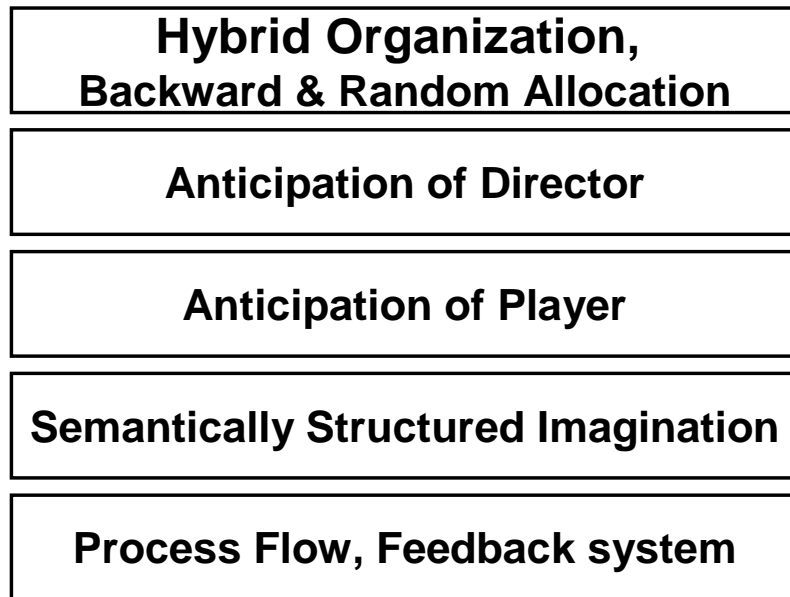 Hybrid Organization,
Backward & Random Allocation
Anticipation of Director
Anticipation of Player
Semantically Structured Imagination
Process Flow, Feedback system